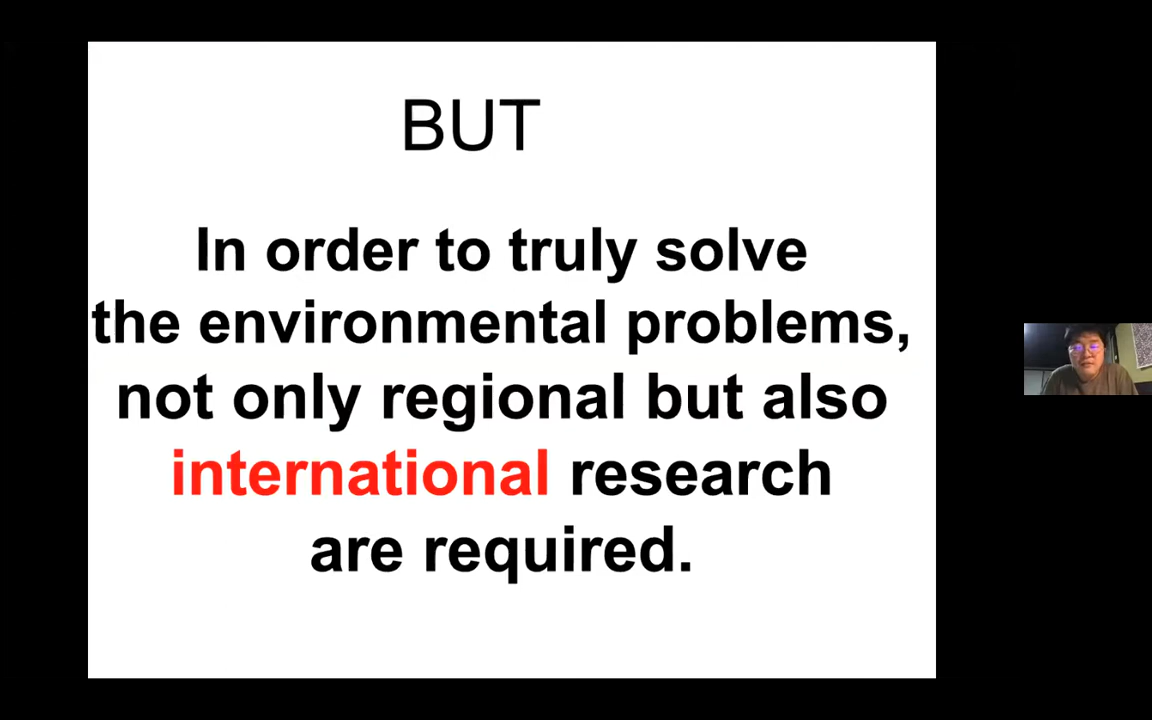 BUT
In order to truly solve
the environmental problems,
not only regional but also
international research
are required.